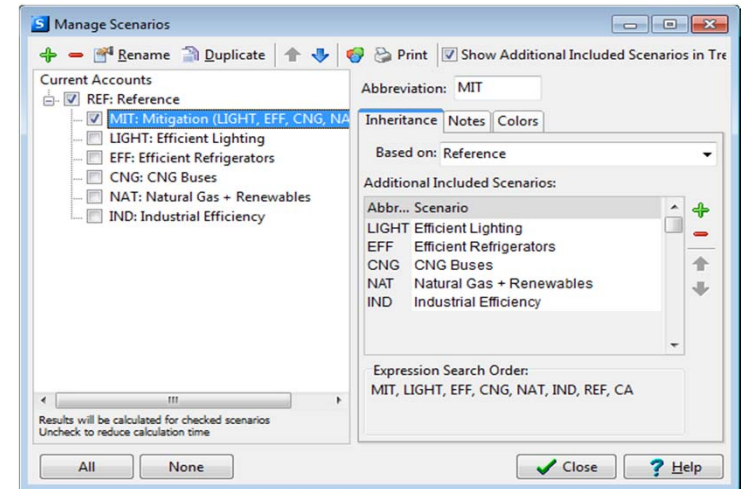 Manage Scenarios
Rename Duplicate Print Show Additional Included Scenarios in Tre
Current Accounts
REF: Reference
MIT: Mitigation (LIGHT, EFF, CNG, NA
LIGHT: Efficient Lighting
EFF: Efficient Refrigerators
CNG: CNG Buses
NAT: Natural Gas + Renewables
IND: Industrial Efficiency
Results will be calculated for checked scenarios
Uncheck to reduce calculation time
Abbreviation: MIT
Inheritance Notes Colors
Based on: Reference
Additional Included Scenarios:
Abbr... Scenario
LIGHT Efficient Lighting
EFF Efficient Refrigerators
CNG CNG Buses
NAT Natural Gas + Renewables
IND Industrial Efficiency
Expression Search Order:
MIT, LIGHT, EFF, CNG, NAT, IND, REF, CA
All None Close Help